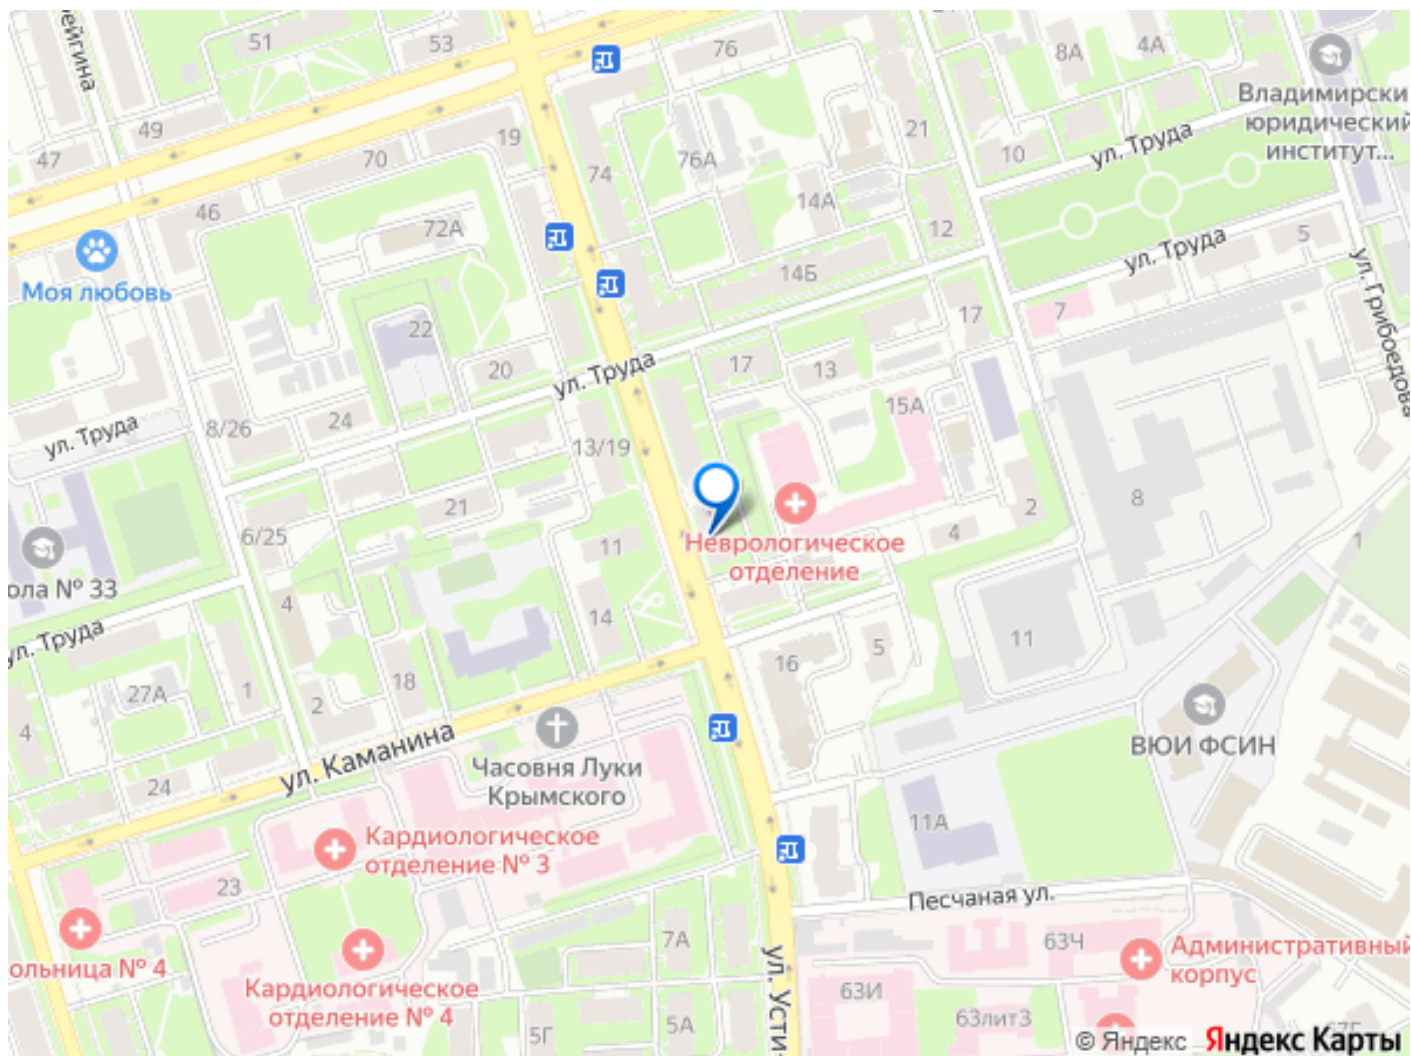 51
53
76
8А
4А
Владимирски
юридический
институт...
49
47
70
19
76А
21
10
ул. Труда
74
46
72А
14А
12
Моя любовь
14Б
ул. Труда
5
ул. Грибоедова
22
20
ул. Труда
17
13
17
7
ул. Труда
8/26
24
13/19
15А
21
6/25
11
Неврологическое
отделение
4
2
8
1
ола № 33
ул. Труда
4
14
27А
1
18
2
16
5
11
4
24
ул. Каманина
Часовня Луки
Крымского
ВЮИ ФСИН
11А
Кардиологическое
отделение № 3
23
Песчаная ул.
ольница № 4
Кардиологическое
отделение № 4
7А
ул. Усти
63Ч
Административный
корпус
63И
5Г
5А
63лит3
© Яндекс
Яндекс Карты